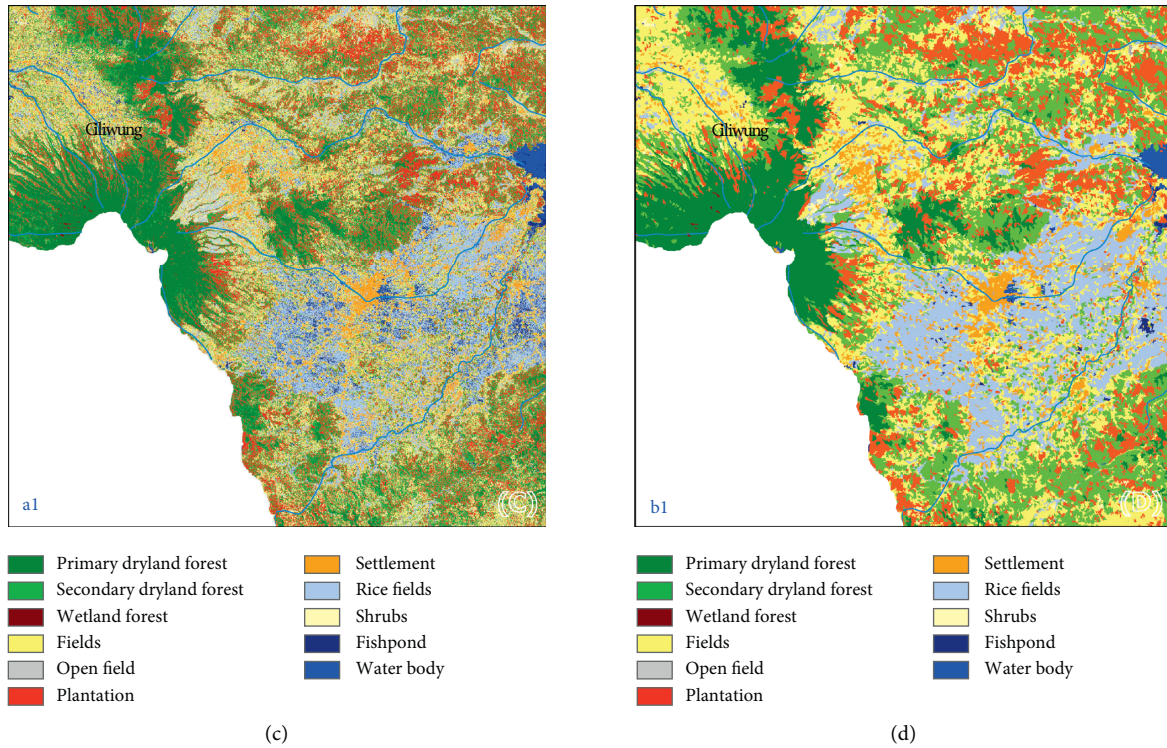 Gliwung
a1
((C))
Primary dryland forest
Secondary dryland forest
Wetland forest
Fields
Open field
Plantation
Settlement
Rice fields
Shrubs
Fishpond
Water body
(c)
Gliwung
b1
((D))
Primary dryland forest
Secondary dryland forest
Wetland forest
Fields
Open field
Plantation
Settlement
Rice fields
Shrubs
Fishpond
Water body
(d)